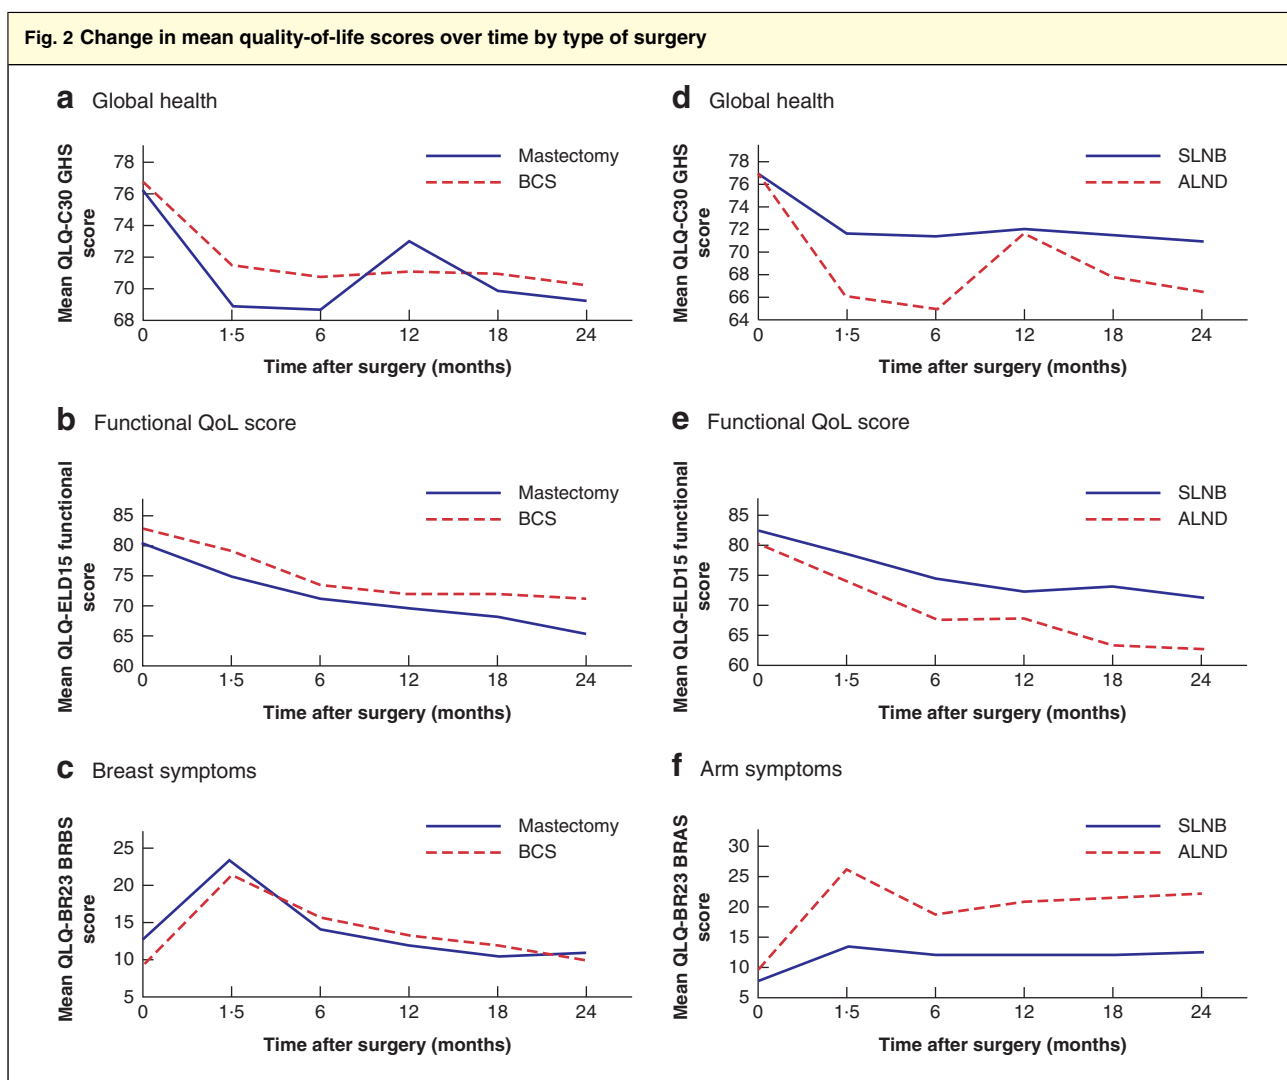 Fig. 2 Change in mean quality-of-life scores over time by type of surgery
a Global health
Mean QLQ-C30 GHS
score
78
76
74
72
70
68
Mastectomy
BCS
0 1·5 6 12 18 24
Time after surgery (months)
d Global health
Mean QLQ-C30 GHS
score
78
76
74
72
70
68
66
64
SLNB
ALND
0 1·5 6 12 18 24
Time after surgery (months)
b Functional QoL score
Mean QLQ-ELD15 functional
score
85
80
75
70
65
60
Mastectomy
BCS
0 1·5 6 12 18 24
Time after surgery (months)
e Functional QoL score
Mean QLQ-ELD15 functional
score
85
80
75
70
65
60
SLNB
ALND
0 1·5 6 12 18 24
Time after surgery (months)
c Breast symptoms
Mean QLQ-BR23 BRBS
score
25
20
15
10
5
Mastectomy
BCS
0 1·5 6 12 18 24
Time after surgery (months)
f Arm symptoms
Mean QLQ-BR23 BRAS
score
30
25
20
15
10
5
SLNB
ALND
0 1·5 6 12 18 24
Time after surgery (months)